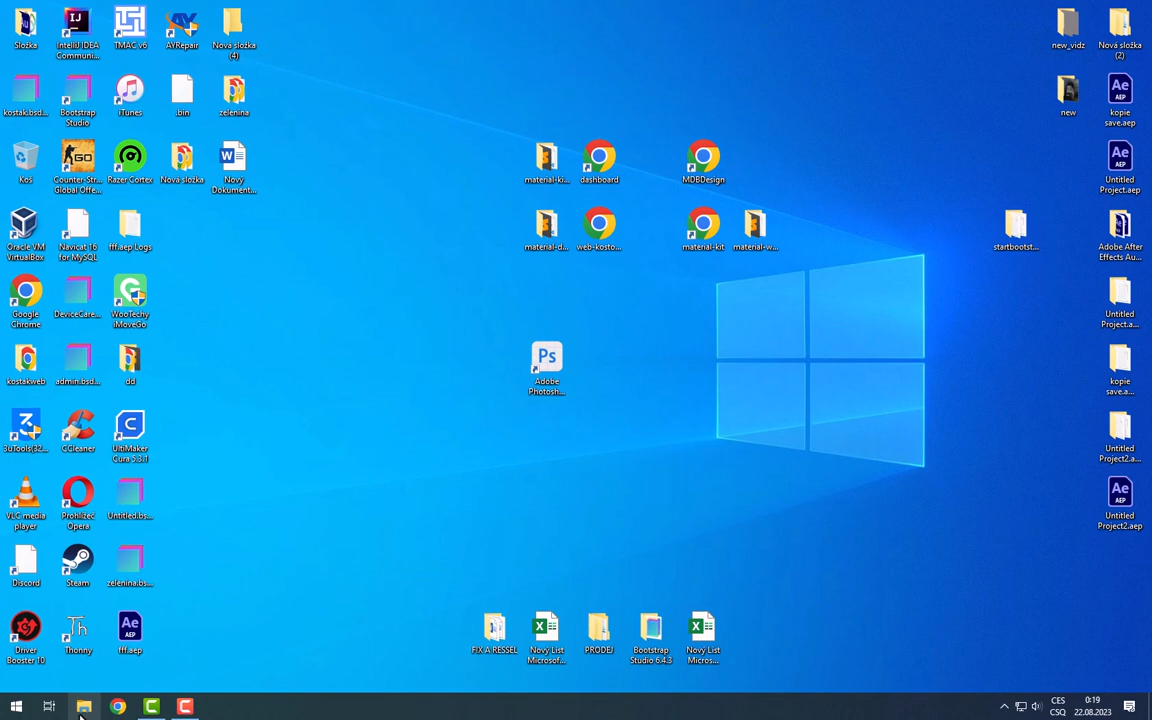 Složka
IntelliJ IDEA
Communi...
TMAC v6
AYRepair
Nová složka
(4)
new_vidz
Nová složka
(2)
kostak.bsd...
Bootstrap
Studio
iTunes
.bin
zelenina
new
kopie
save.aep
Koš
Counter-Str...
Global Offe...
Razer Cortex
Nová složka
Nový
Dokument...
material-ki...
dashboard
MDBDesign
Untitled
Project.aep
Oracle VM
VirtualBox
Navicat 16
for MySQL
fff.aep Logs
material-d...
web-kosto...
material-kit
material-w...
startbootst...
Adobe After
Effects Au...
Google
Chrome
DeviceCare...
WooTechy
iMoveGo
Untitled
Project.a...
kostakweb
admin.bsd...
dd
Adobe
Photosh...
kopie
save.a...
3uTools(32...
CCleaner
UltiMaker
Cura 5.3.1
Untitled
Project2.a...
VLC media
player
Prohlížeč
Opera
Untitled.bs...
Untitled
Project2.aep
Discord
Steam
zelenina.bs...
Driver
Booster 10
Thonny
fff.aep
FIX A RESSEL
Nový List
Microsof...
PRODEJ
Bootstrap
Studio 6.4.3
Nový List
Micros...
CES
CSQ
0:19
22.08.2023